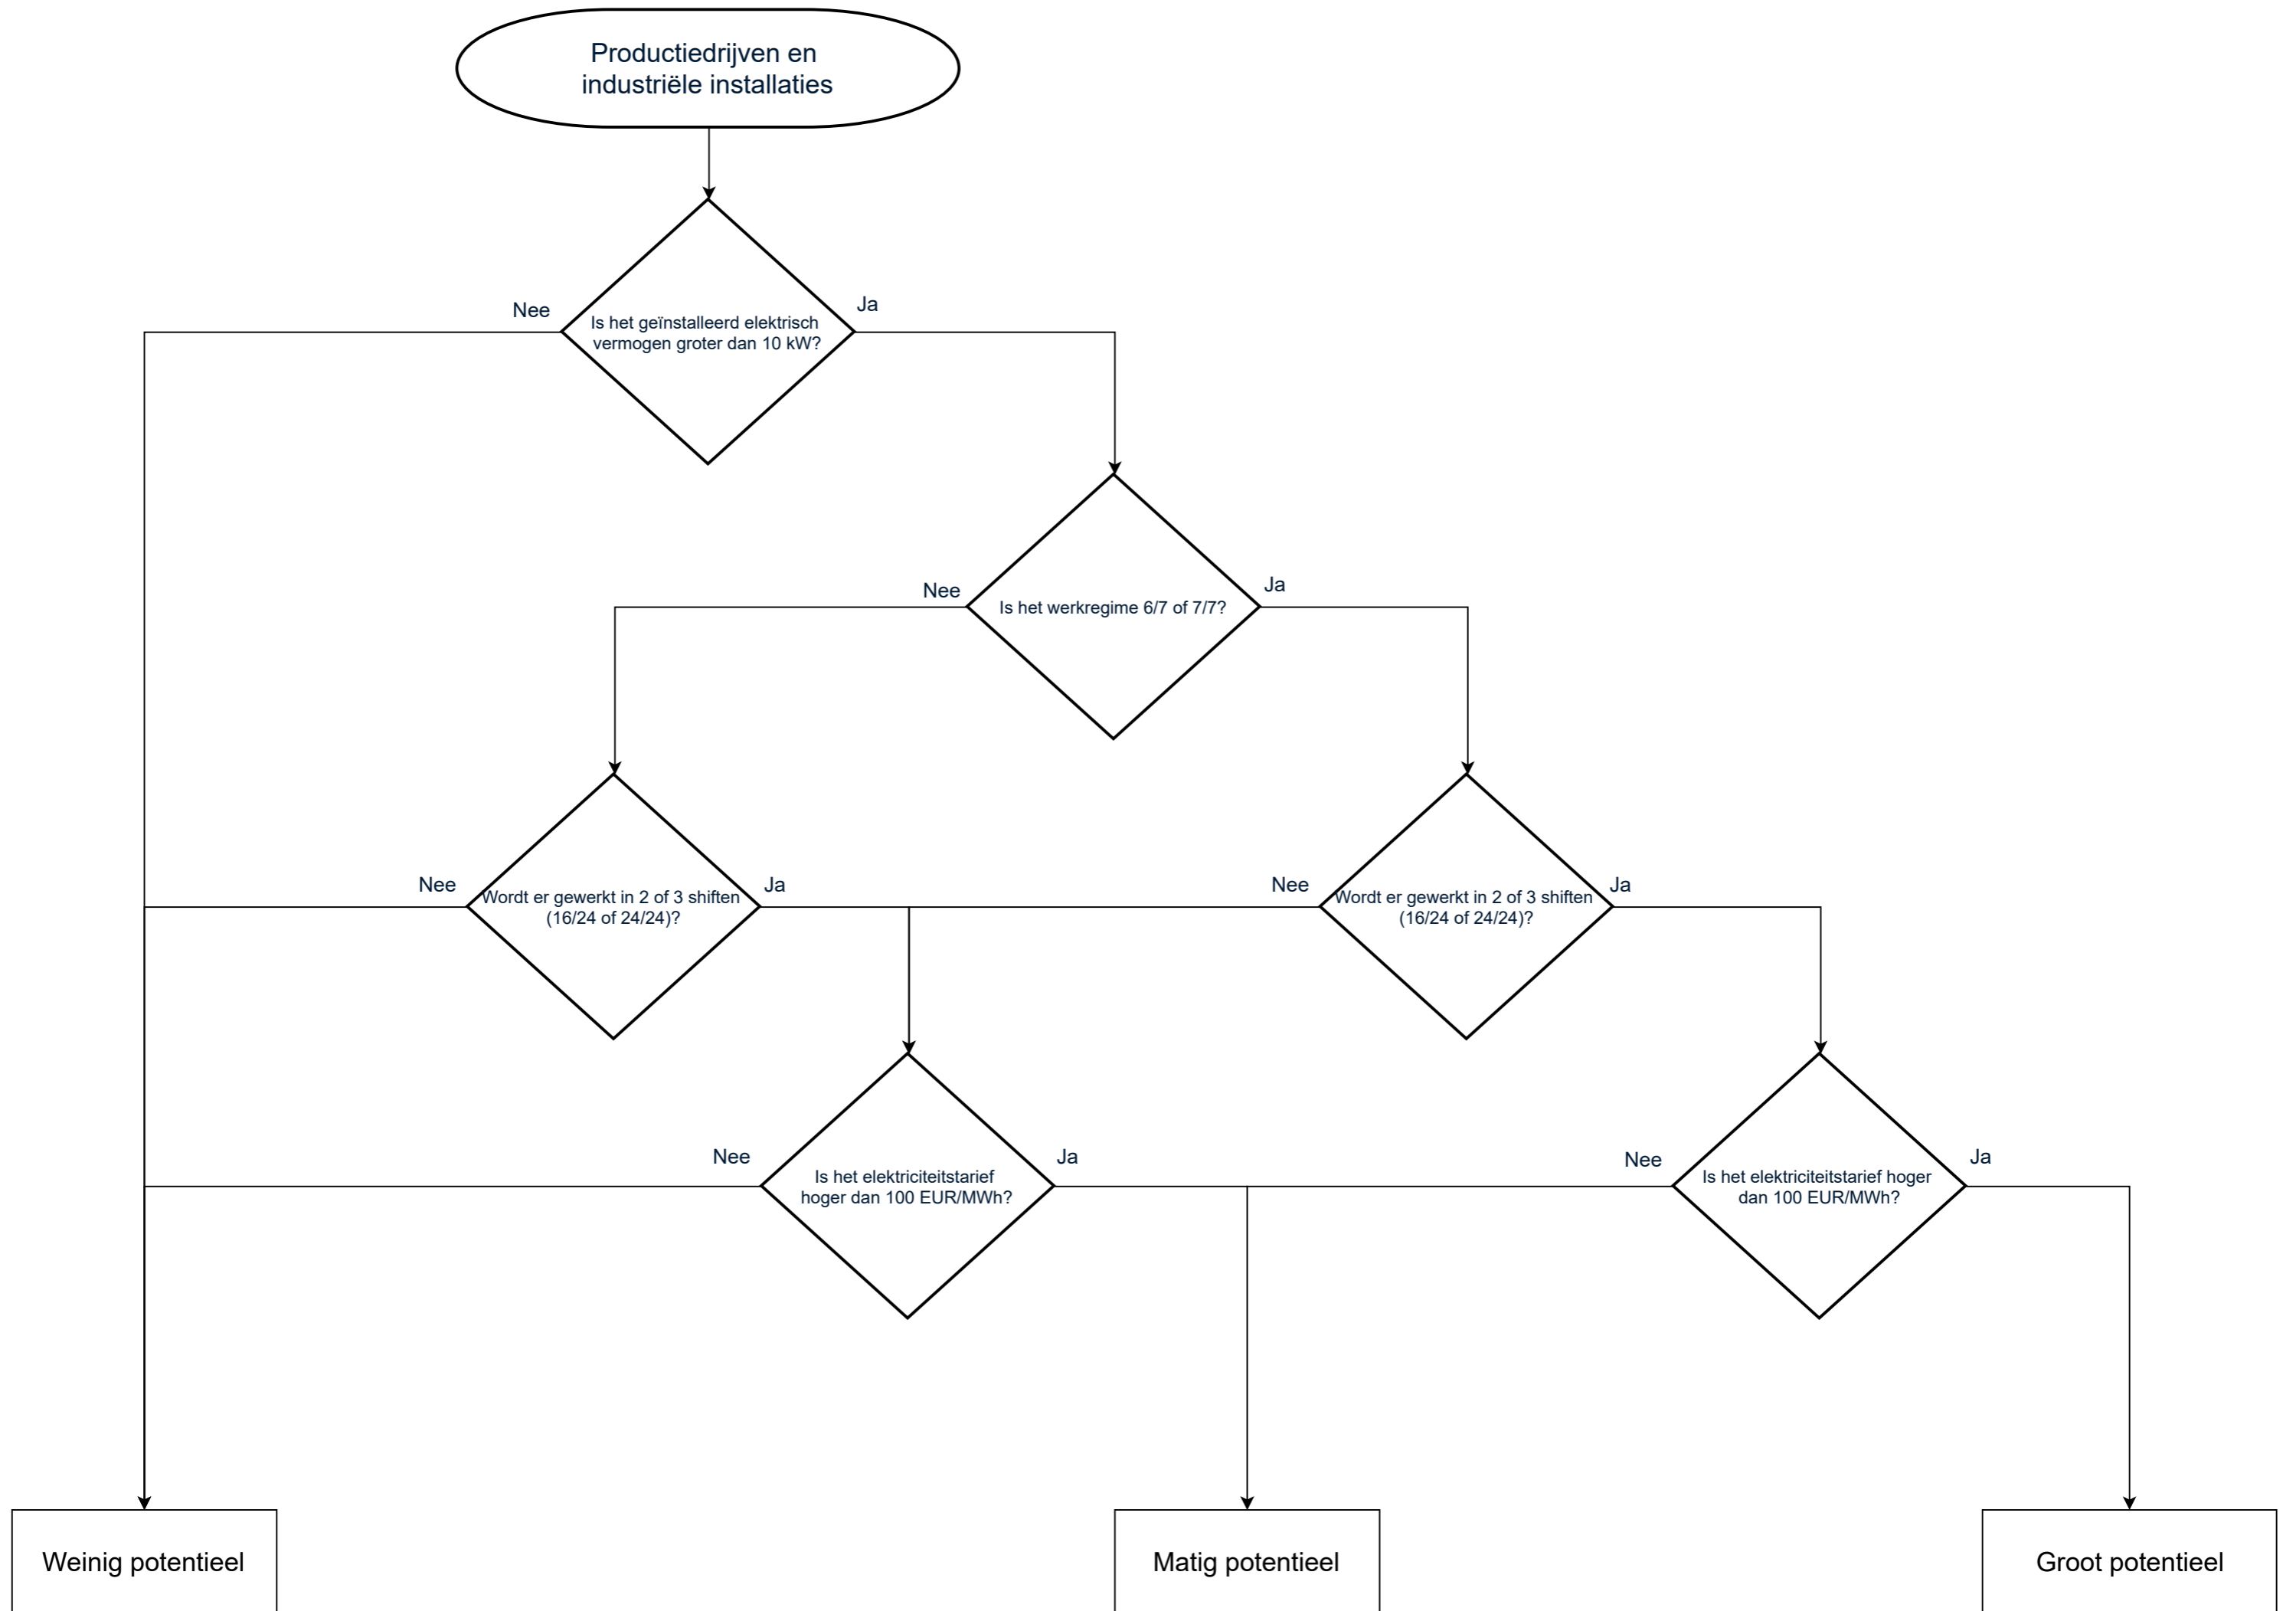 Productiedrijven en
industriële installaties
Nee
Ja
Is het geïnstalleerd elektrisch
vermogen groter dan 10 kW?
Nee
Ja
Is het werkregime 6/7 of 7/7?
Nee
Ja
Wordt er gewerkt in 2 of 3 shiften
(16/24 of 24/24)?
Nee
Ja
Wordt er gewerkt in 2 of 3 shiften
(16/24 of 24/24)?
Nee
Ja
Is het elektriciteitstarief
hoger dan 100 EUR/MWh?
Nee
Ja
Is het elektriciteitstarief hoger
dan 100 EUR/MWh?
Weinig potentieel
Matig potentieel
Groot potentieel